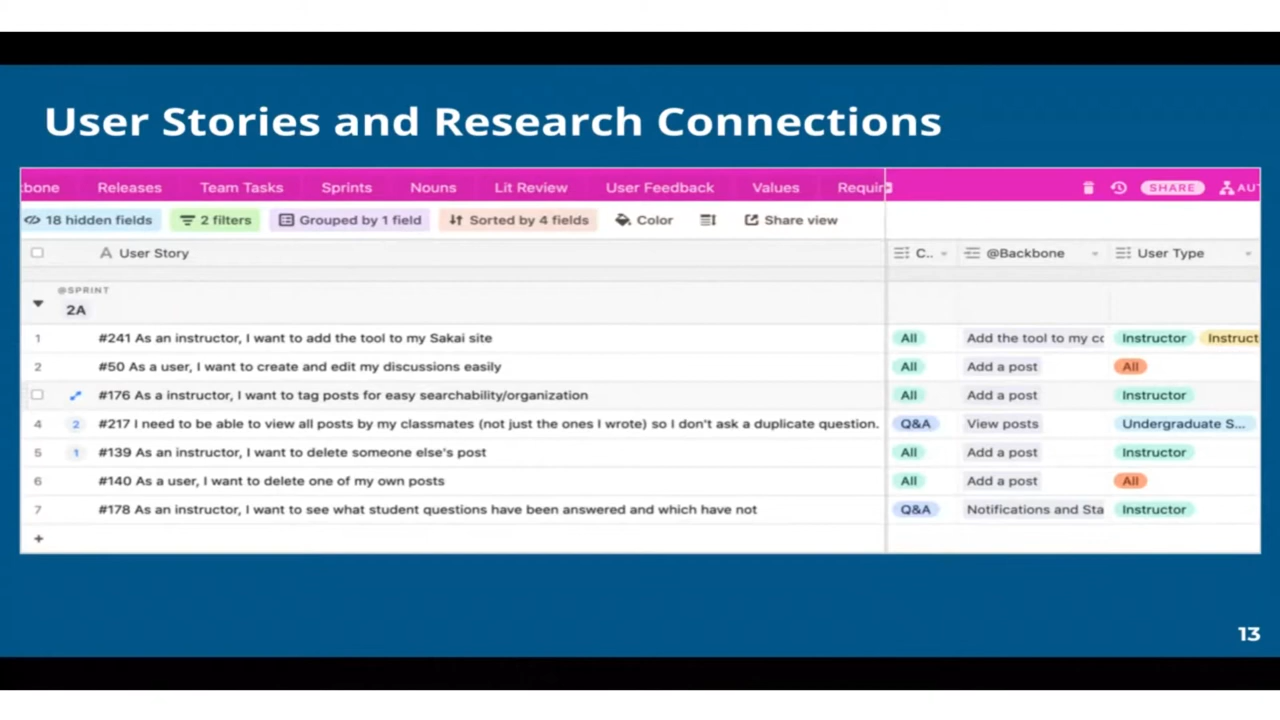 User Stories and Research Connections
Releases Team Tasks Sprints Nouns Lit Review User Feedback Values SHARE
18 hidden fields 2 filters Grouped by 1 field Sorted by 4 fields Color Share view
User Story C.. @Backbone User Type
@SPRINT
2A
1 #241 As an instructor, I want to add the tool to my Sakai site All Add the tool to my Instructor
2 #50 As a user, I want to create and edit my discussions easily All Add a post All
#176 As a instructor, I want to tag posts for easy searchability/organization All Add a post Instructor
4 2 #217 I need to be able to view all posts by my classmates (not just the ones I wrote) so I don't ask a duplicate question. Q&A View posts Undergraduate S...
5 1 #139 As an instructor, I want to delete someone else's post All Add a post Instructor
6 #140 As a user, I want to delete one of my own posts All Add a post All
7 #178 As an instructor, I want to see what student questions have been answered and which have not Q&A Notifications and Instructor
+
13